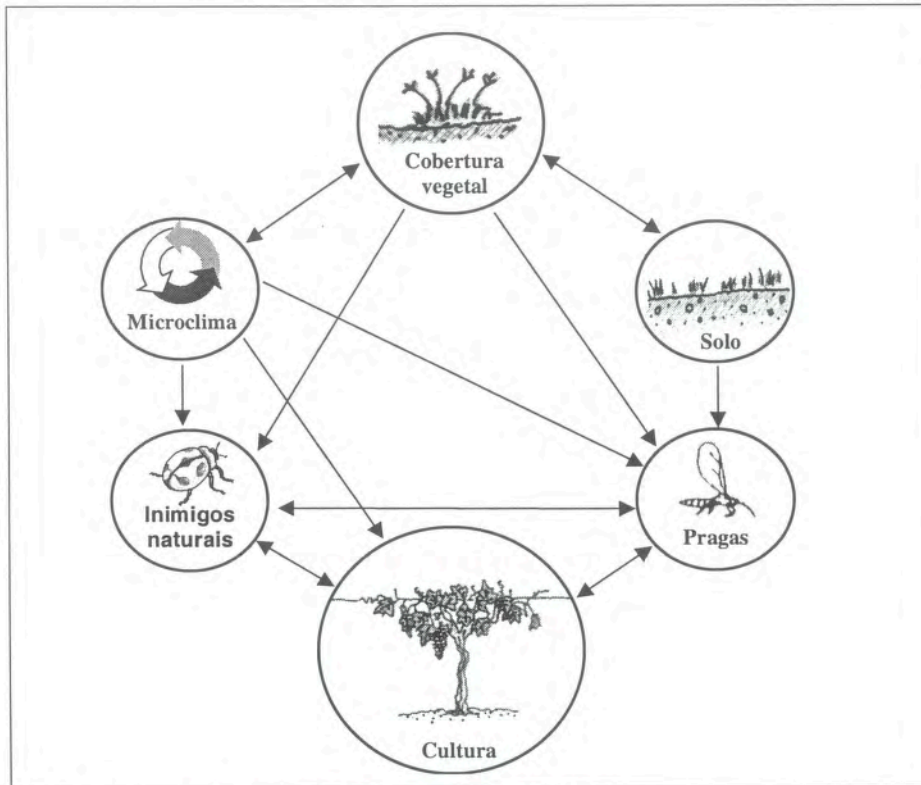 Cobertura
vegetal
Microclima
Solo
Inimigos
naturais
Pragas
Cultura